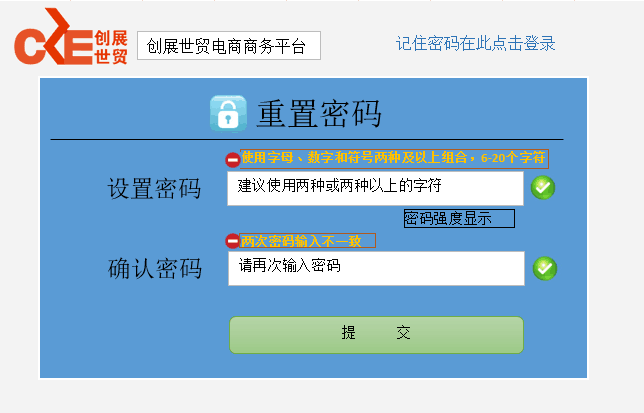 创展
世贸
创展世贸电商商务平台
记住密码在此点击登录
重置密码
使用字母、数字和符号两种及以上组合，6-20个字符
设置密码
建议使用两种或两种以上的字符
密码强度显示
两次密码输入不一致
确认密码
请再次输入密码
提 交